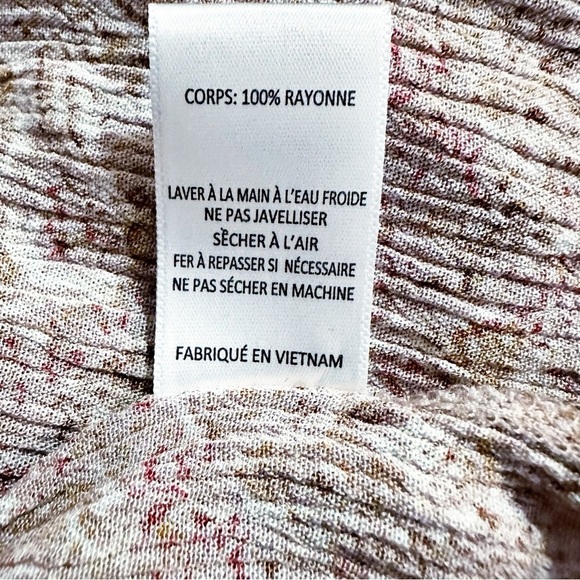 CORPS: 100% RAYONNE
LAVER À LA MAIN À L'EAU FROIDE
NE PAS JAVELLISER
SÈCHER À L'AIR
FER À REPASSER SI NÉCESSAIRE
NE PAS SÉCHER EN MACHINE
FABRIQUÉ EN VIETNAM